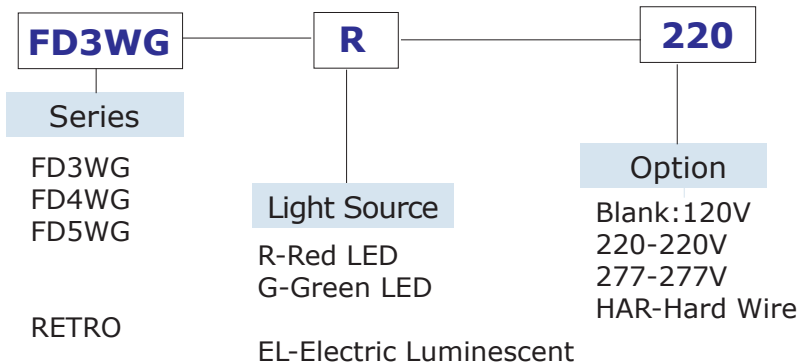 FD3WG R 220
Series
FD3WG
FD4WG
FD5WG
RETRO
Light Source
R-Red LED
G-Green LED
EL-Electric Luminescent
Option
Blank:120V
220-220V
277-277V
HAR-Hard Wire